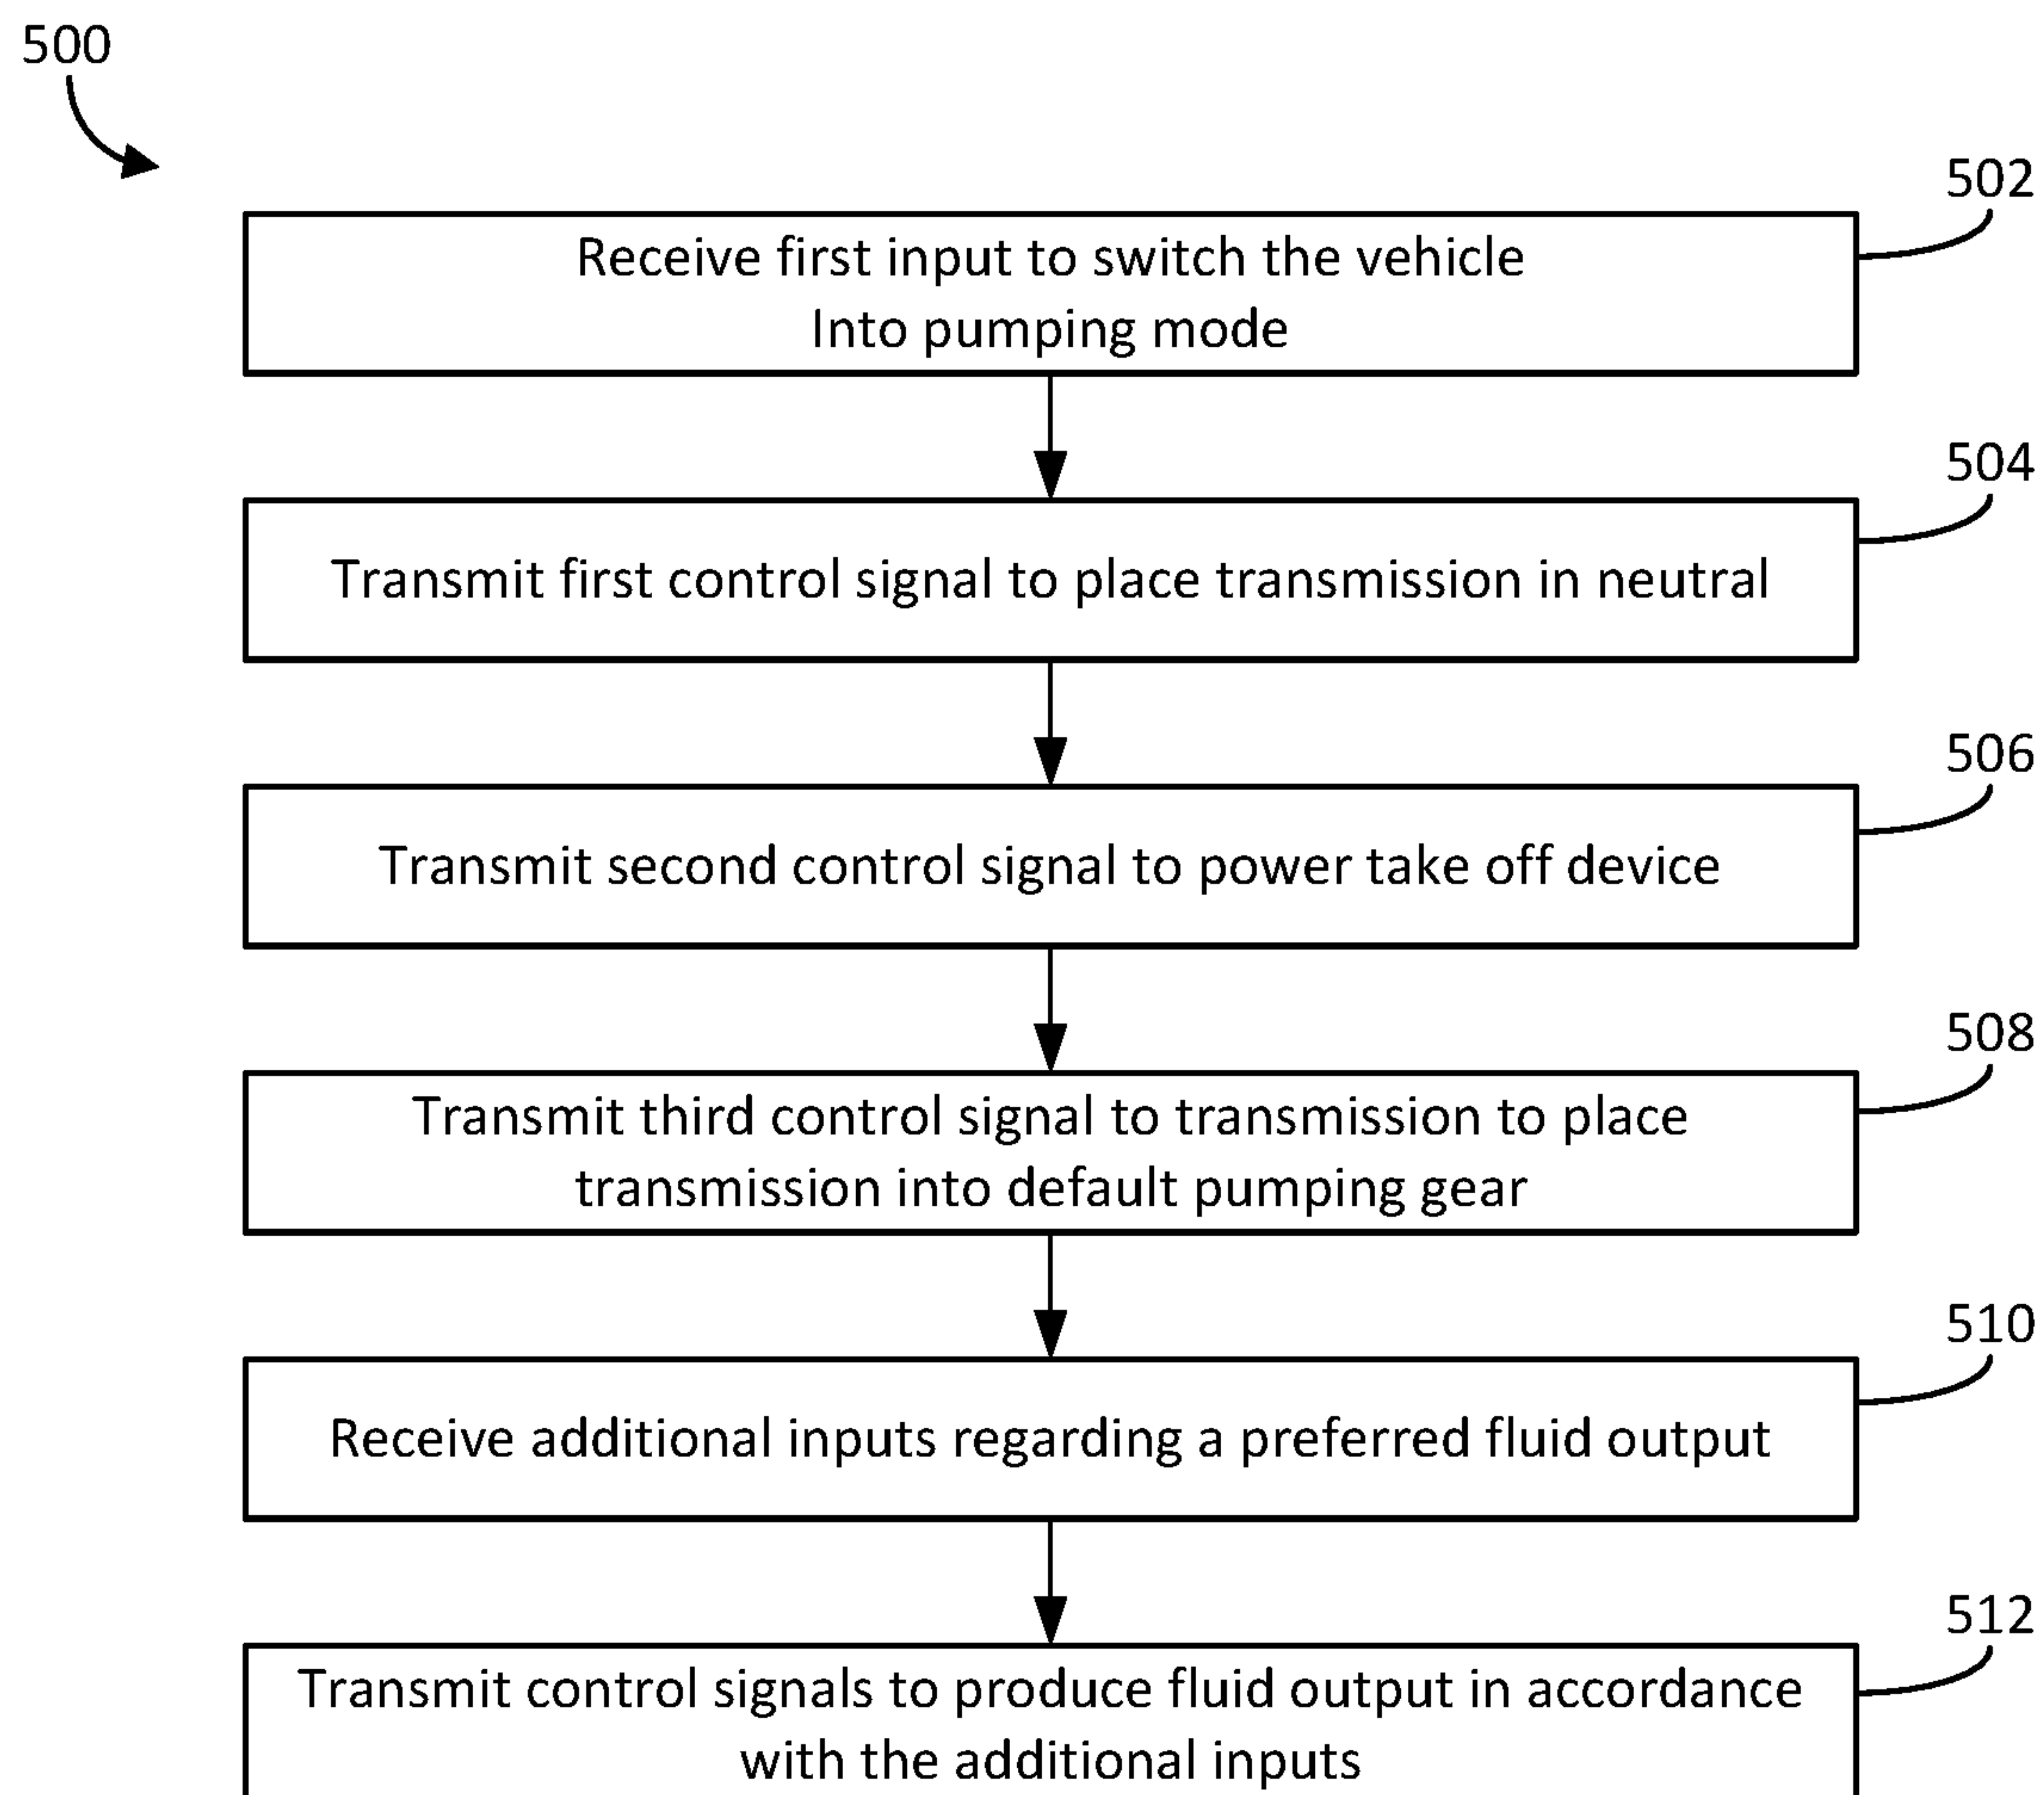 500
502
Receive first input to switch the vehicle
Into pumping mode
504
Transmit first control signal to place transmission in neutral
506
Transmit second control signal to power take off device
508
Transmit third control signal to transmission to place
transmission into default pumping gear
510
Receive additional inputs regarding a preferred fluid output
512
Transmit control signals to produce fluid output in accordance
with the additional inputs